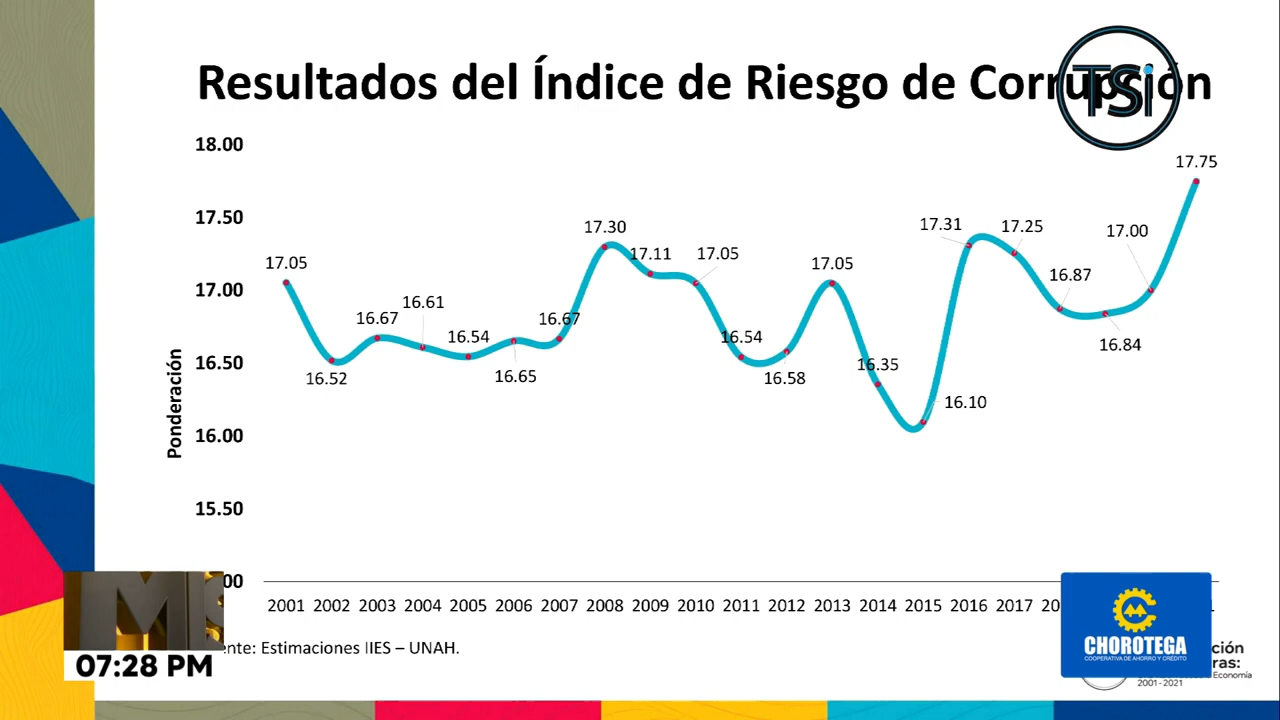 Resultados del Índice de Riesgo de Corrupción
TSi
18.00
17.50
17.00
16.50
16.00
15.50
Ponderación
17.05
16.52
16.67
16.61
16.54
16.65
16.67
17.30
17.11
17.05
16.54
16.58
17.05
16.35
16.10
17.31
17.25
16.87
16.84
17.00
17.75
2001 2002 2003 2004 2005 2006 2007 2008 2009 2010 2011 2012 2013 2014 2015 2016 2017
ente: Estimaciones IIES – UNAH.
07:28 PM
CHOROTEGA
COOPERATIVA DE AHORRO Y CRÉDITO
ción
ras:
Economía
2001 - 2021